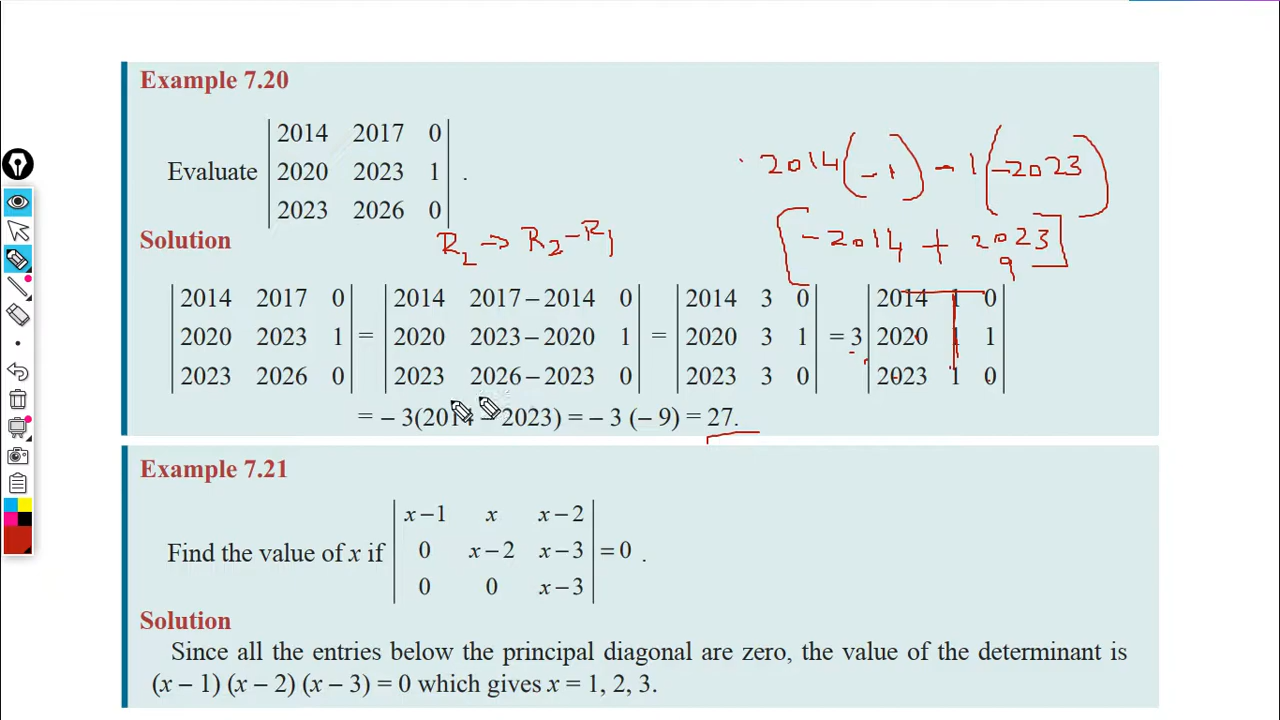 Example 7.20
Evaluate | 2014 2017 0 |
| 2020 2023 1 | .
| 2023 2026 0 |
2014(-1) - 1(-2023)
[-2014 + 2023]
9
Solution
R2 → R2 - R1
| 2014 2017 0 | | 2014 2017 – 2014 0 | | 2014 3 0 | | 2014 1 0 |
| 2020 2023 1 | = | 2020 2023 – 2020 1 | = | 2020 3 1 | = 3 | 2020 1 1 |
| 2023 2026 0 | | 2023 2026 – 2023 0 | | 2023 3 0 | | 2023 1 0 |
= – 3(2014 – 2023) = – 3 (– 9) = 27.
Example 7.21
| x – 1 x x – 2 |
Find the value of x if | 0 x – 2 x – 3 | = 0 .
| 0 0 x – 3 |
Solution
Since all the entries below the principal diagonal are zero, the value of the determinant is
(x – 1) (x – 2) (x – 3) = 0 which gives x = 1, 2, 3.